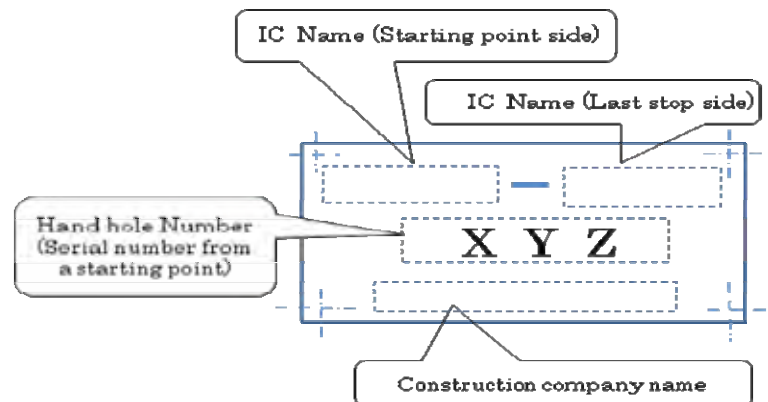 IC Name (Starting point side)
IC Name (Last stop side)
Hand hole Number
(Serial number from
a starting point)
X Y Z
Construction company name